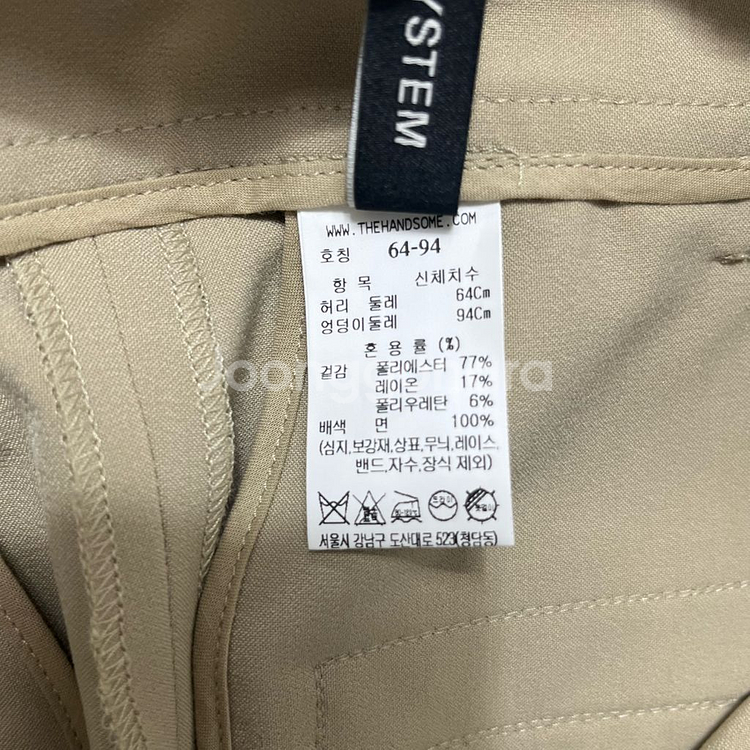 YSTEM
WWW.THEHANDSOME.COM
호칭 64-94
항 목 신체치수
허리 둘레 64Cm
엉덩이둘레 94Cm
혼 용 률 (%)
겉감 폴리에스터 77%
레이온 17%
폴리우레탄 6%
배색 면 100%
(심지,보강재,상표,무늬,레이스,
밴드,자수,장식 제외)
드라이
서울시 강남구 도산대로 523(청담동)